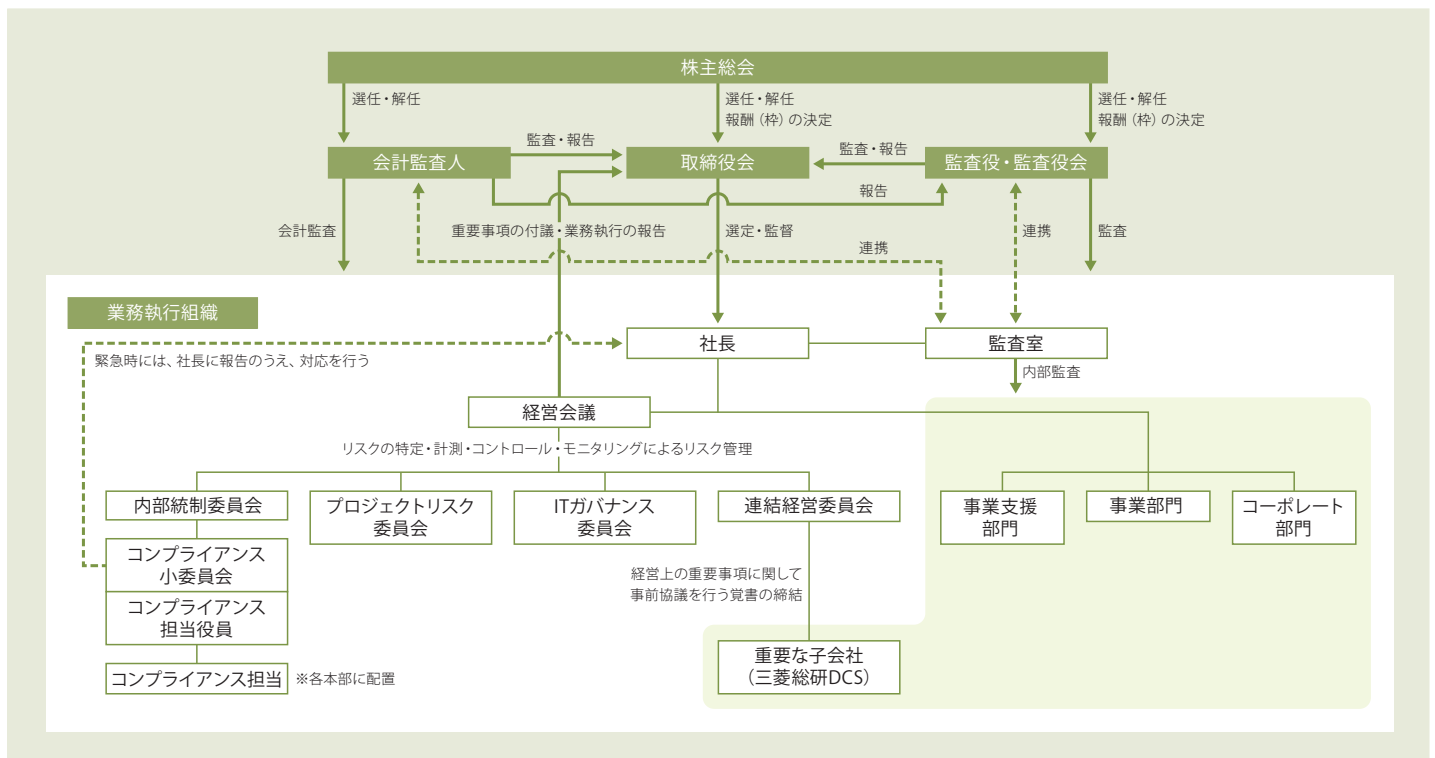 株主総会
選任・解任
選任・解任
報酬（枠）の決定
選任・解任
報酬（枠）の決定
監査・報告
監査・報告
会計監査人
取締役会
監査役・監査役会
報告
会計監査
重要事項の付議・業務執行の報告
選定・監督
連携
連携
監査
業務執行組織
社長
監査室
緊急時には、社長に報告のうえ、対応を行う
内部監査
経営会議
リスクの特定・計測・コントロール・モニタリングによるリスク管理
内部統制委員会
プロジェクトリスク
委員会
ITガバナンス
委員会
連結経営委員会
事業支援
部門
事業部門
コーポレート
部門
コンプライアンス
小委員会
コンプライアンス
担当役員
経営上の重要事項に関して
事前協議を行う覚書の締結
コンプライアンス担当
※各本部に配置
重要な子会社
（三菱総研DCS）